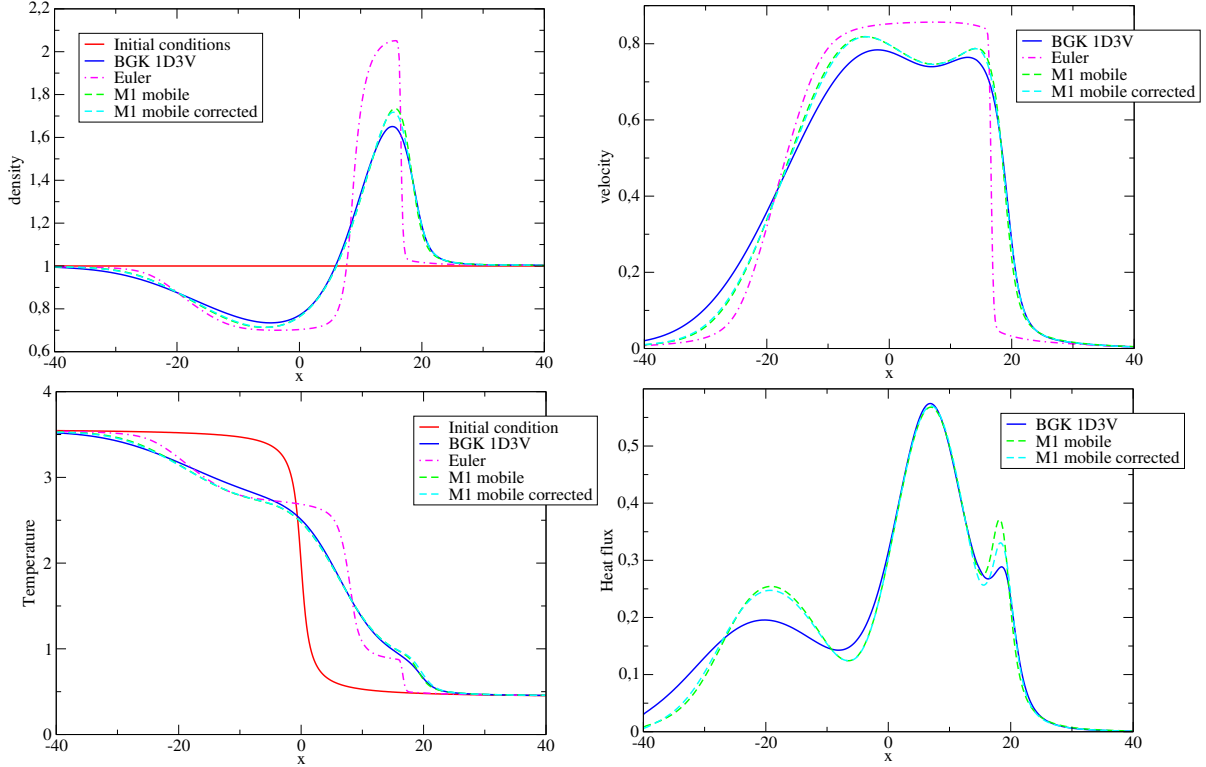 2,2
2
1,8
1,6
1,4
1,2
1
0.8
0,6
density
-40
-20
0
20
40
x
Initial conditions
BGK 1D3V
Euler
M1 mobile
M1 mobile corrected
0.8
0,6
0,4
0,2
0
velocity
-40
-20
0
20
40
x
BGK 1D3V
Euler
M1 mobile
M1 mobile corrected
4
3
2
1
0
Temperature
-40
-20
0
20
40
x
Initial condition
BGK 1D3V
Euler
M1 mobile
M1 mobile corrected
0,5
0,4
0,3
0,2
0,1
0
Heat flux
-40
-20
0
20
40
x
BGK 1D3V
M1 mobile
M1 mobile corrected